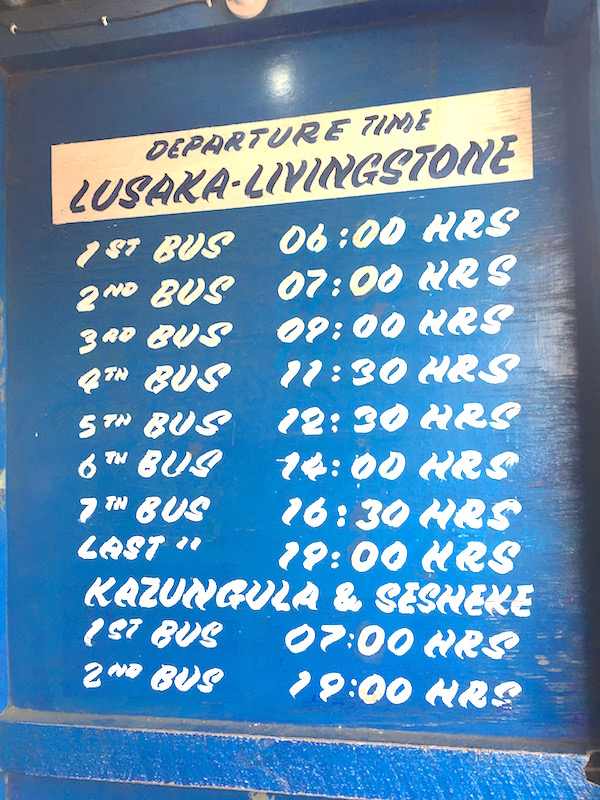 DEPARTURE TIME
LUSAKA-LIVINGSTONE
1ST BUS 06:00 HRS
2ND BUS 07:00 HRS
3RD BUS 09:00 HRS
4TH BUS 11:30 HRS
5TH BUS 12:30 HRS
6TH BUS 14:00 HRS
7TH BUS 16:30 HRS
LAST " 19:00 HRS
KAZUNGULA & SESHEKE
1ST BUS 07:00 HRS
2ND BUS 19:00 HRS